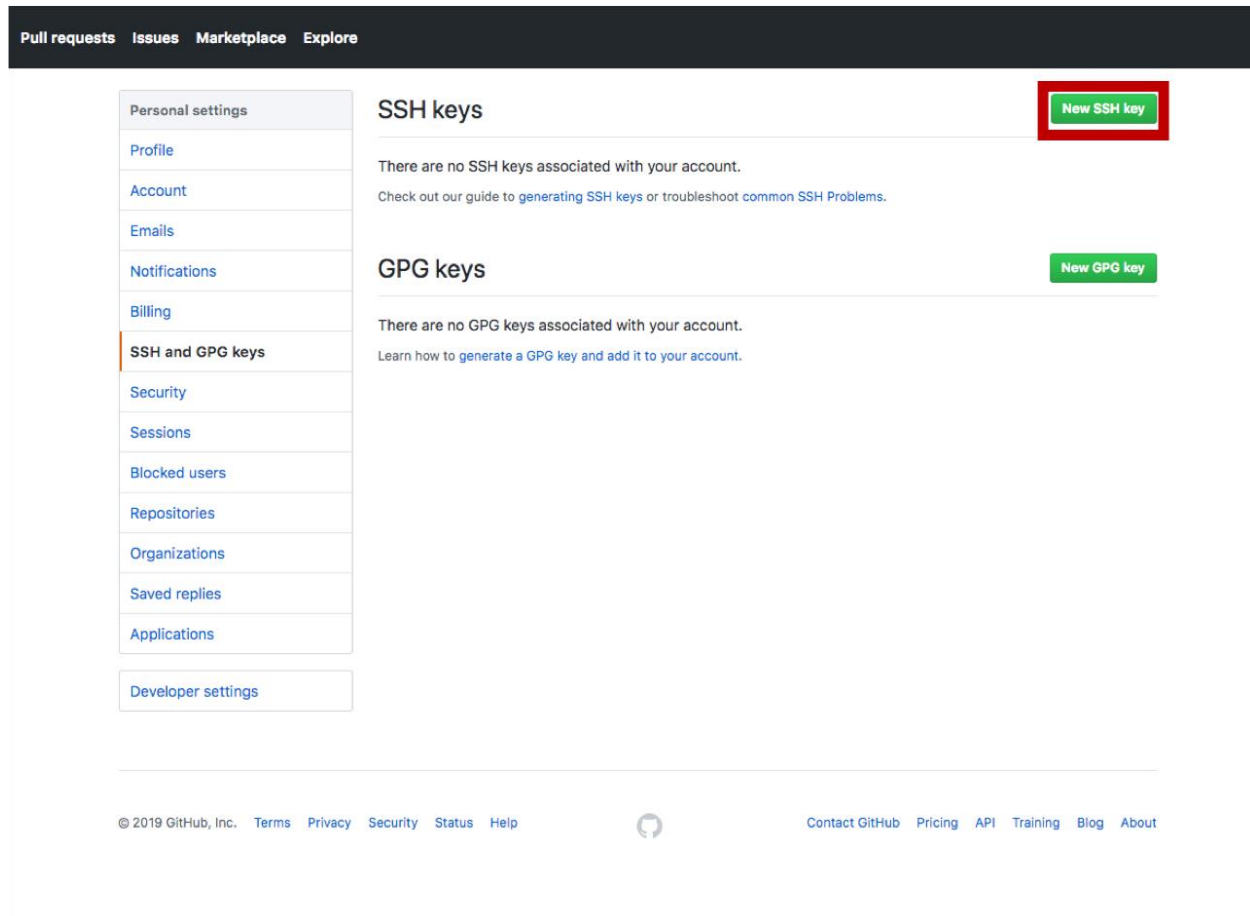 Pull requests Issues Marketplace Explore
Personal settings
Profile
Account
Emails
Notifications
Billing
SSH and GPG keys
Security
Sessions
Blocked users
Repositories
Organizations
Saved replies
Applications
Developer settings
SSH keys
New SSH key
There are no SSH keys associated with your account.
Check out our guide to generating SSH keys or troubleshoot common SSH Problems.
GPG keys
New GPG key
There are no GPG keys associated with your account.
Learn how to generate a GPG key and add it to your account.
© 2019 GitHub, Inc. Terms Privacy Security Status Help
Contact GitHub Pricing API Training Blog About